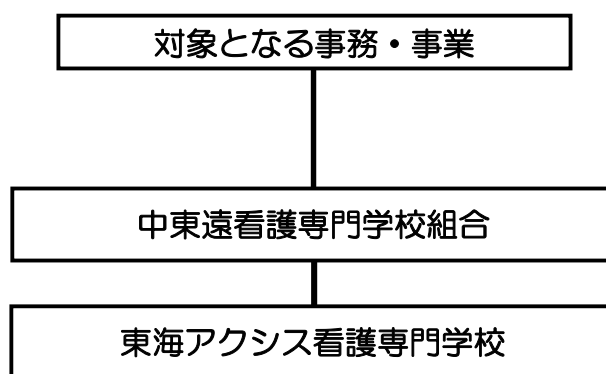 対象となる事務・事業
中東遠看護専門学校組合
東海アクシス看護専門学校